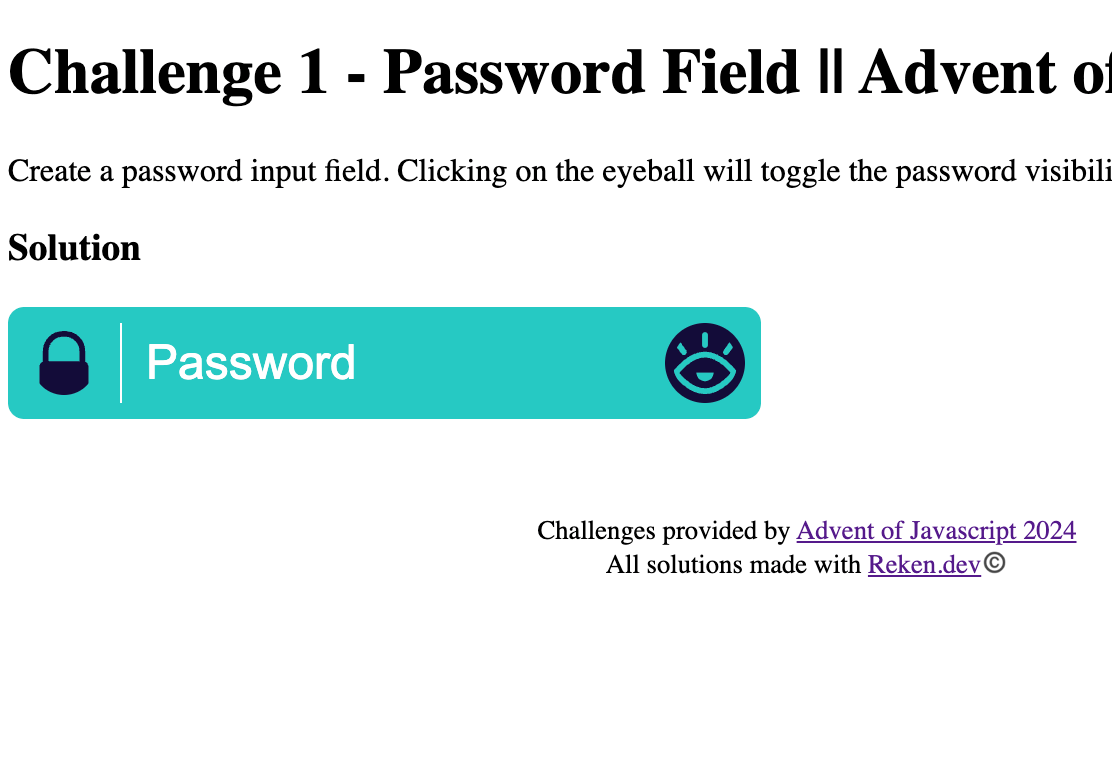 Challenge 1 - Password Field || Advent of
Create a password input field. Clicking on the eyeball will toggle the password visibili
Solution
Password
Challenges provided by Advent of Javascript 2024
All solutions made with Reken.dev©